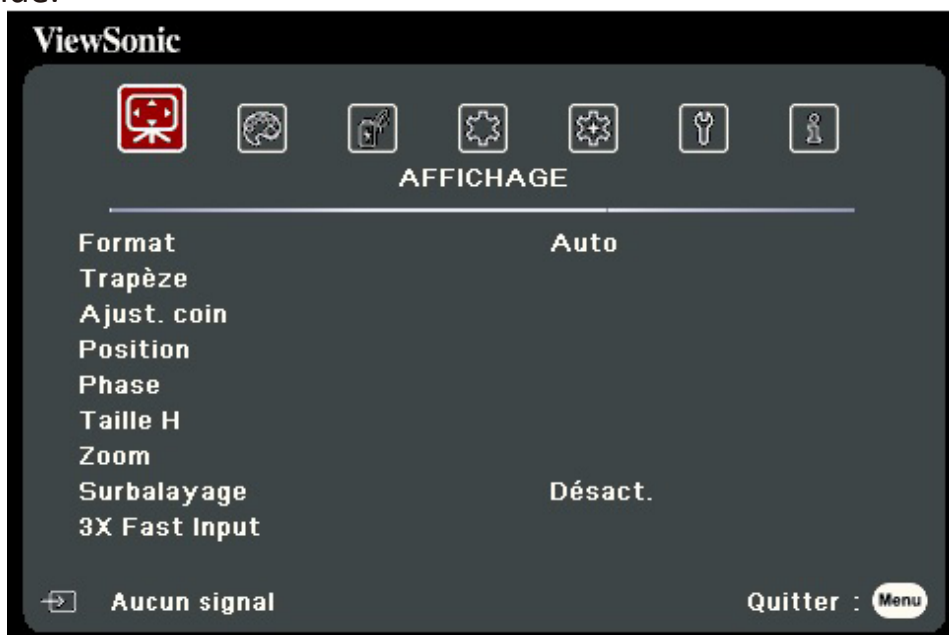 ViewSonic
AFFICHAGE
Format Auto
Trapèze
Ajust. coin
Position
Phase
Taille H
Zoom
Surbalayage Désact.
3X Fast Input
Aucun signal Quitter : Menu